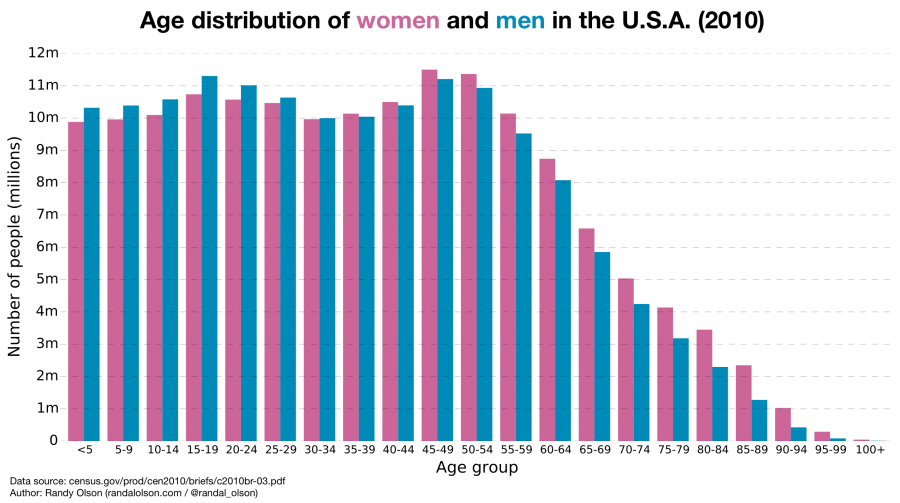 Age distribution of women and men in the U.S.A. (2010)
12m
11m
10m
9m
8m
7m
6m
5m
4m
3m
2m
1m
0
Number of people (millions)
<5 5-9 10-14 15-19 20-24 25-29 30-34 35-39 40-44 45-49 50-54 55-59 60-64 65-69 70-74 75-79 80-84 85-89 90-94 95-99 100+
Age group
Data source: census.gov/prod/cen2010/briefs/c2010br-03.pdf
Author: Randy Olson (randalolson.com / @randal_olson)